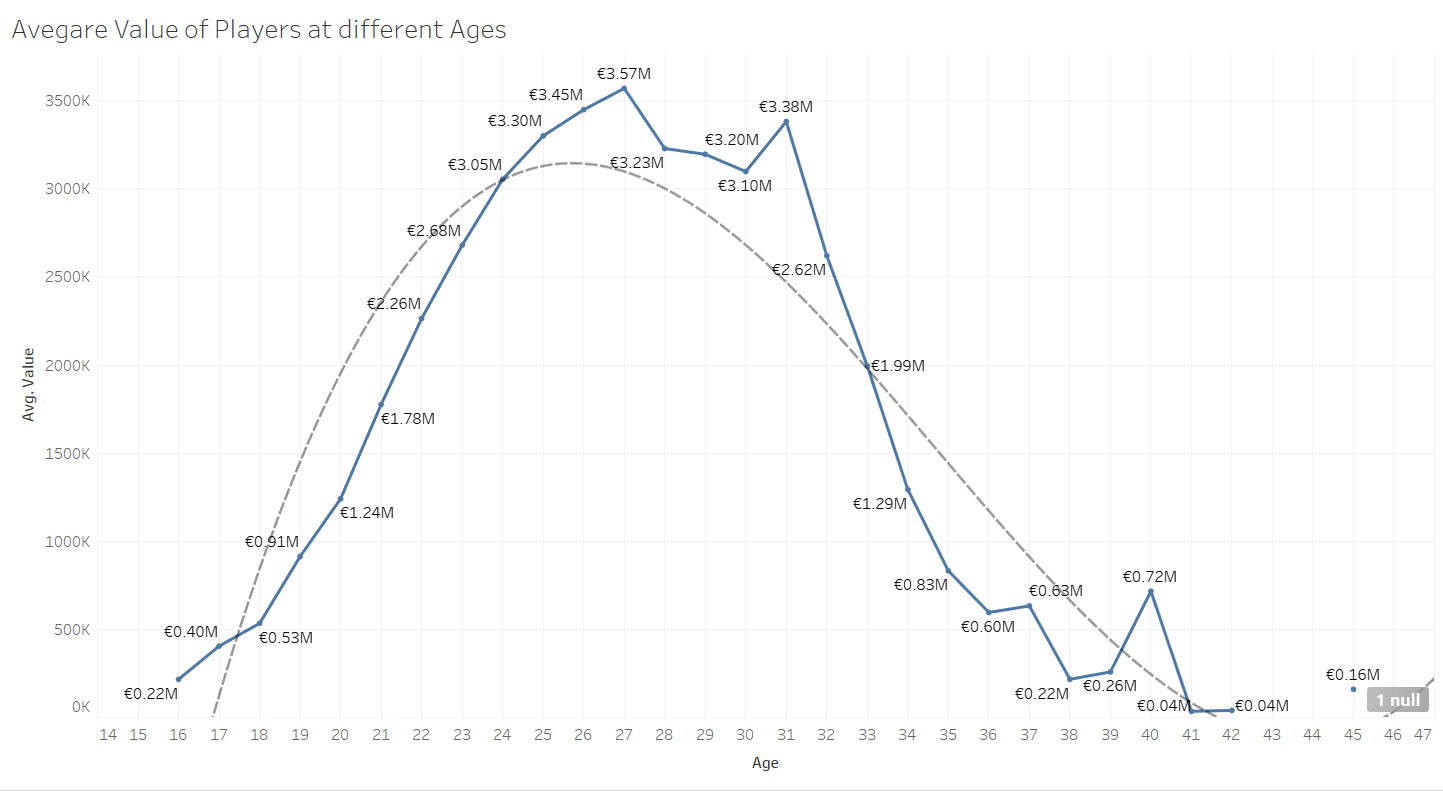 Avegare Value of Players at different Ages
€3.57M
€3.45M
€3.38M
3500K
€3.30M
€3.20M
€3.05M
€3.23M
€3.10M
3000K
€2.68M
€2.62M
2500K
€2.26M
2000K
€1.99M
Avg. Value
€1.78M
1500K
€1.29M
€1.24M
1000K
€0.91M
€0.72M
€0.83M
€0.63M
500K
€0.40M
€0.60M
€0.53M
€0.16M
€0.22M
€0.22M
€0.26M
1 null
0K
€0.04M
€0.04M
14 15 16 17 18 19 20 21 22 23 24 25 26 27 28 29 30 31 32 33 34 35 36 37 38 39 40 41 42 43 44 45 46 47
Age